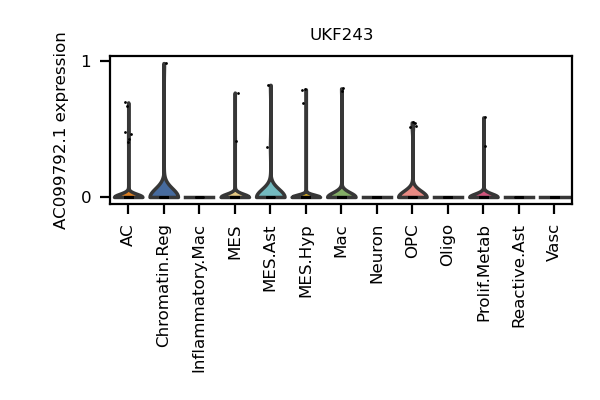 UKF243
AC099792.1 expression
1
0
AC
Chromatin.Reg
Inflammatory.Mac
MES
MES.Ast
MES.Hyp
Mac
Neuron
OPC
Oligo
Prolif.Metab
Reactive.Ast
Vasc